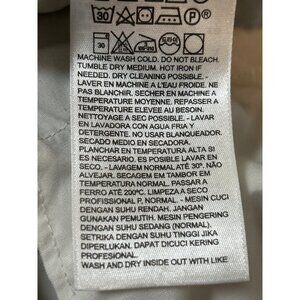 30 P
30
MACHINE WASH COLD. DO NOT BLEACH.
TUMBLE DRY MEDIUM. HOT IRON IF
NEEDED. DRY CLEANING POSSIBLE. -
LAVER EN MACHINE A L'EAU FROIDE. NE
PAS BLANCHIR. SECHER EN MACHINE A
TEMPERATURE MOYENNE. REPASSER A
TEMPERATURE ELEVEE AU BESOIN.
NETTOYAGE A SEC POSSIBLE. - LAVAR
EN LAVADORA CON AGUA FRIA Y
DETERGENTE. NO USAR BLANQUEADOR.
SECADO MEDIO EN SECADORA.
PLANCHAR EN TEMPERATURA ALTA SI
ES NECESARIO. ES POSIBLE LAVAR EN
SECO. - LAVAGEM NORMAL ATÉ 30º. NÃO
ALVEJAR. SECAGEM EM TAMBOR EM
TEMPERATURA NORMAL. PASSAR A
FERRO ATÉ 200ºC. LIMPEZA A SECO
PROFISSIONAL P, NORMAL. - MESIN CUCI
DENGAN SUHU RENDAH. JANGAN
GUNAKAN PEMUTIH. MESIN PENGERING
DENGAN SUHU SEDANG (NORMAL).
SETRIKA DENGAN SUHU TINGGI JIKA
DIPERLUKAN. DAPAT DICUCI KERING
PROFESIONAL.
WASH AND DRY INSIDE OUT WITH LIKE